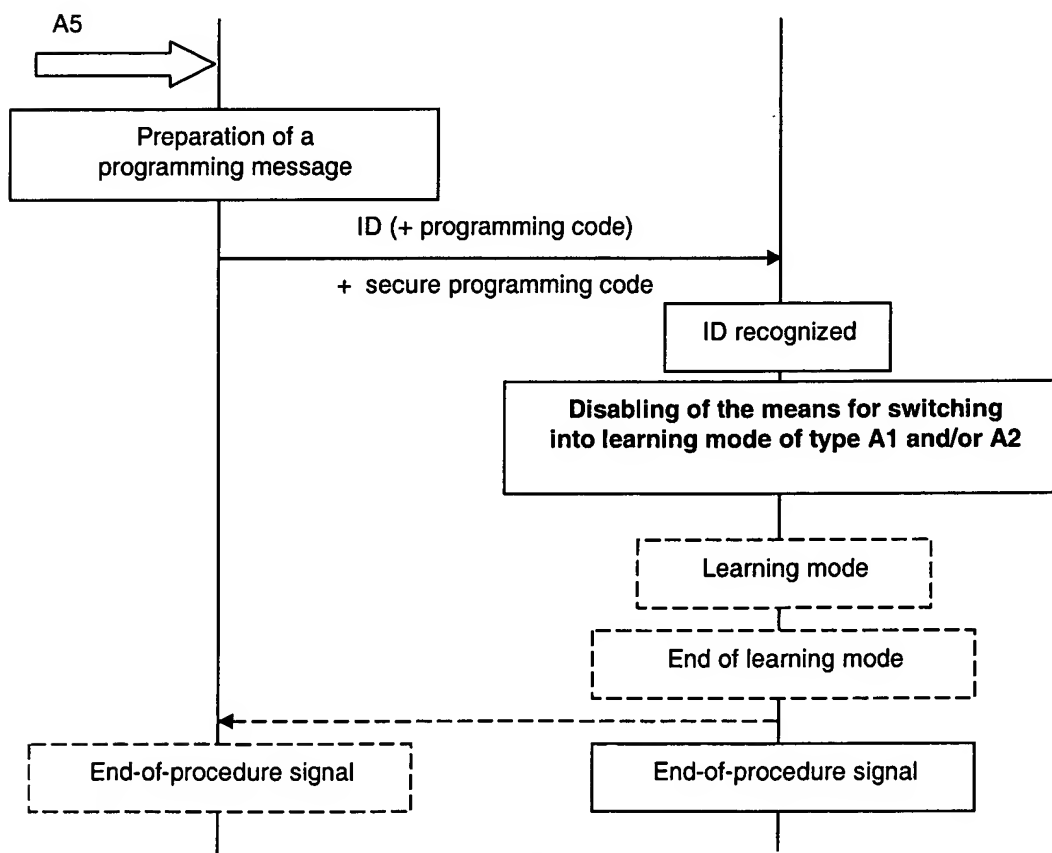 A5
Preparation of a
programming message
ID (+ programming code)
+ secure programming code
ID recognized
Disabling of the means for switching
into learning mode of type A1 and/or A2
Learning mode
End of learning mode
End-of-procedure signal
End-of-procedure signal